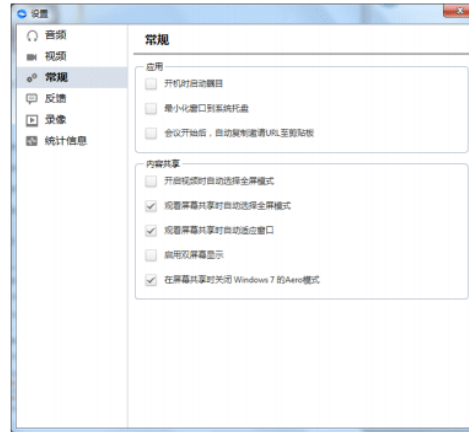 设置
音频
视频
常规
反馈
录像
统计信息
常规
应用
开机时启动瞩目
最小化窗口到系统托盘
会议开始后，自动复制邀请URL至剪贴板
内容共享
开启视频时自动选择全屏模式
观看屏幕共享时自动选择全屏模式
观看屏幕共享时自动适应窗口
启用双屏幕显示
在屏幕共享时关闭 Windows 7 的Aero模式